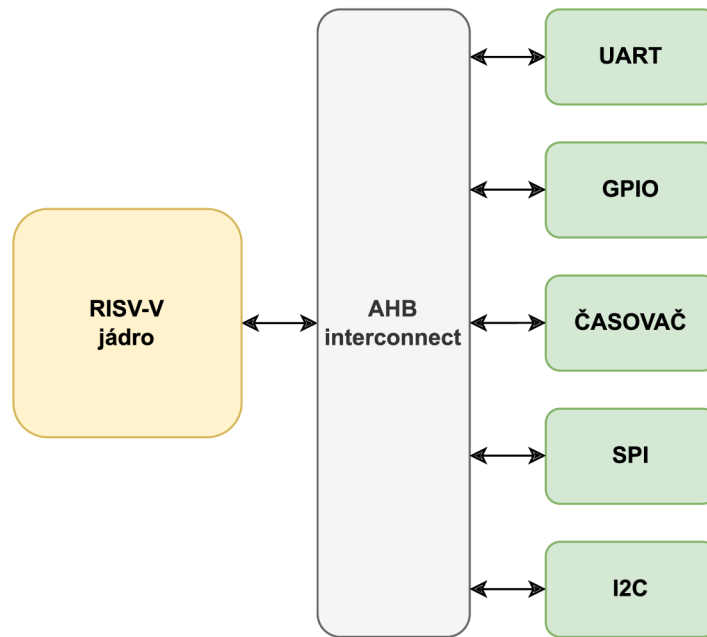 UART
GPIO
RISV-V
jádro
AHB
interconnect
ČASOVAČ
SPI
I2C